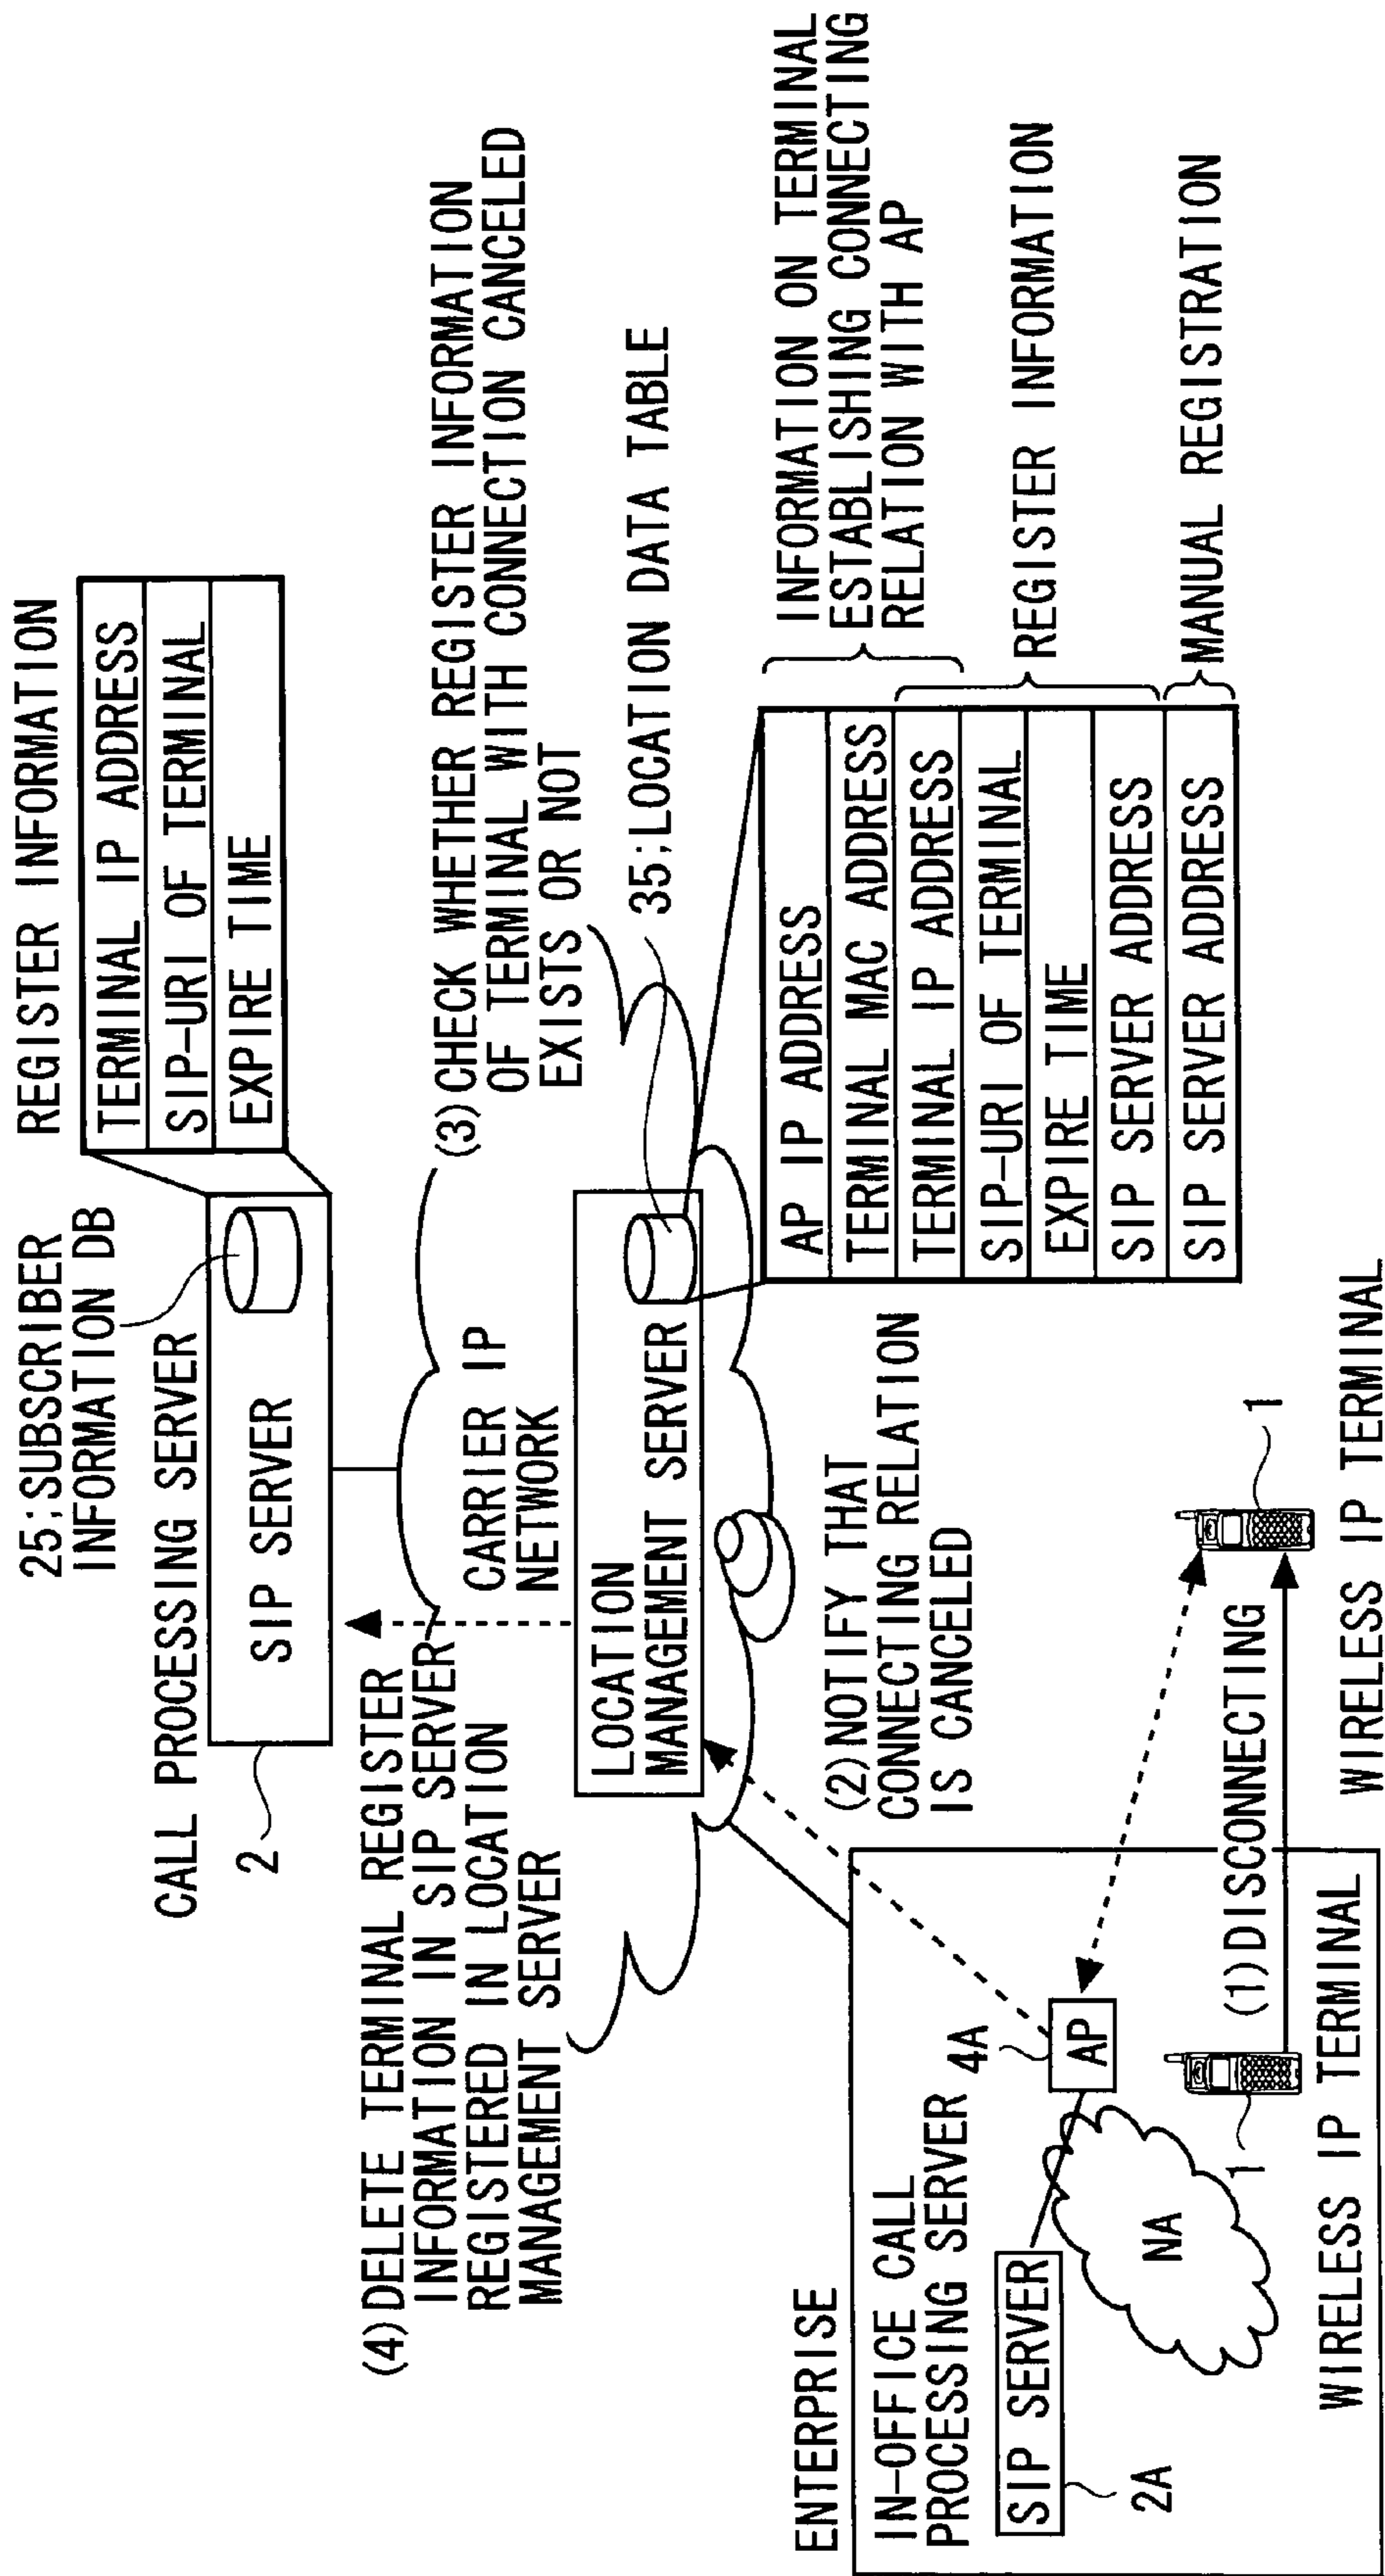 25;SUBSCRIBER
INFORMATION DB
REGISTER INFORMATION
CALL PROCESSING SERVER
TERMINAL IP ADDRESS
SIP-URI OF TERMINAL
EXPIRE TIME
2
SIP SERVER
(4)DELETE TERMINAL REGISTER
INFORMATION IN SIP SERVER
REGISTERED IN LOCATION
MANAGEMENT SERVER
CARRIER IP
NETWORK
(3)CHECK WHETHER REGISTER INFORMATION
OF TERMINAL WITH CONNECTION CANCELED
EXISTS OR NOT
LOCATION
MANAGEMENT SERVER
35;LOCATION DATA TABLE
AP IP ADDRESS
TERMINAL MAC ADDRESS
TERMINAL IP ADDRESS
SIP-URI OF TERMINAL
EXPIRE TIME
SIP SERVER ADDRESS
SIP SERVER ADDRESS
INFORMATION ON TERMINAL
ESTABLISHING CONNECTING
RELATION WITH AP
REGISTER INFORMATION
MANUAL REGISTRATION
(2)NOTIFY THAT
CONNECTING RELATION
IS CANCELED
ENTERPRISE
IN-OFFICE CALL
PROCESSING SERVER
4A
SIP SERVER
AP
2A
NA
1
(1)DISCONNECTING
1
WIRELESS IP TERMINAL
WIRELESS IP TERMINAL